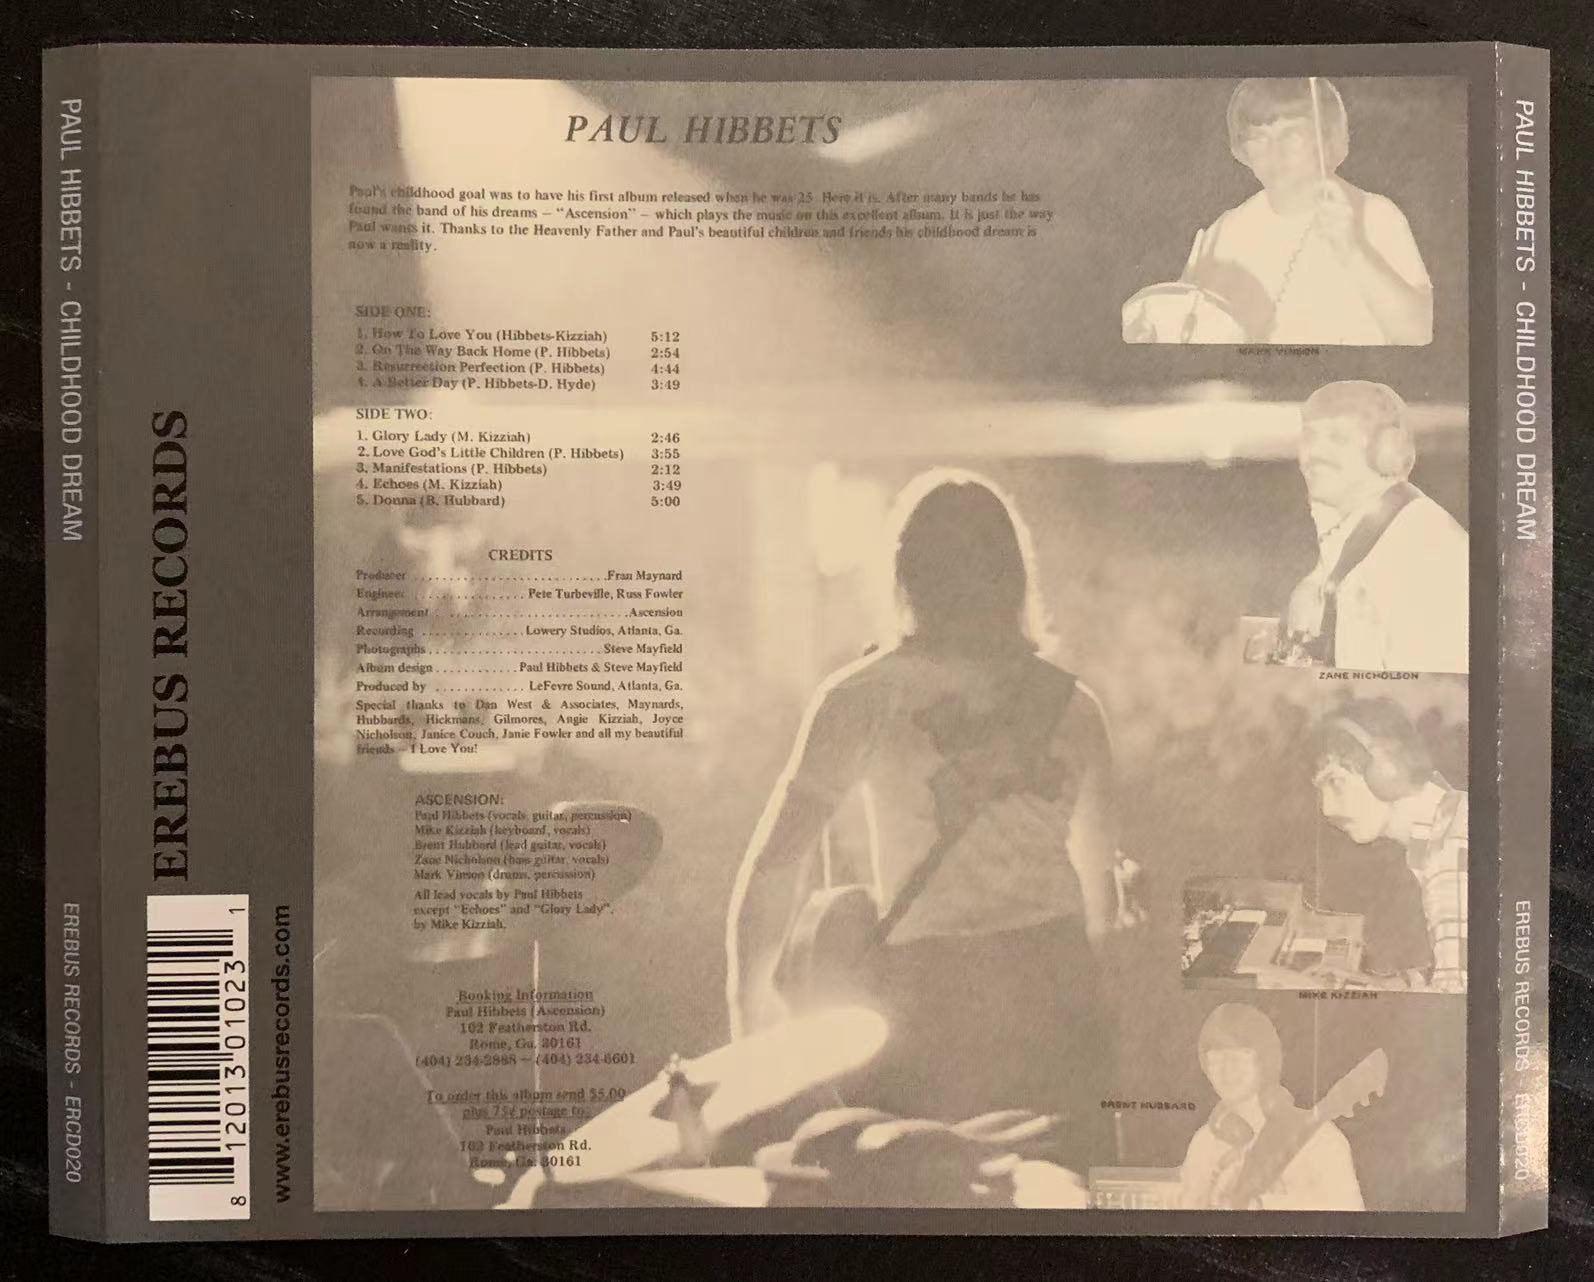 PAUL HIBBETS - CHILDHOOD DREAM
EREBUS RECORDS - ERCD020
EREBUS RECORDS
8 12013 01023 1
www.erebusrecords.com
PAUL HIBBETS
Paul's childhood goal was to have his first album released when he was 25. Here it is. After many bands he has
found the band of his dreams – "Ascension" – which plays the music on this excellent album. It is just the way
Paul wants it. Thanks to the Heavenly Father and Paul's beautiful children and friends his childhood dream is
now a reality.
SIDE ONE:
1. How To Love You (Hibbets-Kizziah) 5:12
2. On The Way Back Home (P. Hibbets) 2:54
3. Resurrection Perfection (P. Hibbets) 4:44
4. A Better Day (P. Hibbets-D. Hyde) 3:49
SIDE TWO:
1. Glory Lady (M. Kizziah) 2:46
2. Love God's Little Children (P. Hibbets) 3:55
3. Manifestations (P. Hibbets) 2:12
4. Echoes (M. Kizziah) 3:49
5. Donna (B. Hubbard) 5:00
CREDITS
Producer ............................Fran Maynard
Engineer ............. Pete Turbeville, Russ Fowler
Arrangement ............................Ascension
Recording ............... Lowery Studios, Atlanta, Ga.
Photographs.........................Steve Mayfield
Album design............Paul Hibbets & Steve Mayfield
Produced by ............. LeFevre Sound, Atlanta, Ga.
Special thanks to Dan West & Associates, Maynards,
Hubbards, Hickmans, Gilmores, Angie Kizziah, Joyce
Nicholson, Janice Couch, Janie Fowler and all my beautiful
friends – I Love You!
ASCENSION:
Paul Hibbets (vocals, guitar, percussion)
Mike Kizziah (keyboard, vocals)
Brent Hubbard (lead guitar, vocals)
Zane Nicholson (bass guitar, vocals)
Mark Vinson (drums, percussion)
All lead vocals by Paul Hibbets
except "Echoes" and "Glory Lady",
by Mike Kizziah.
Booking Information
Paul Hibbets (Ascension)
102 Featherston Rd.
Rome, Ga. 30161
(404) 234-2888 – (404) 234-6601
To order this album send $5.00
plus 75¢ postage to:
Paul Hibbets
102 Featherston Rd.
Rome, Ga. 30161
MARK VINSON
ZANE NICHOLSON
MIKE KIZZIAH
BRENT HUBBARD
PAUL HIBBETS - CHILDHOOD DREAM
EREBUS RECORDS - ERCD020